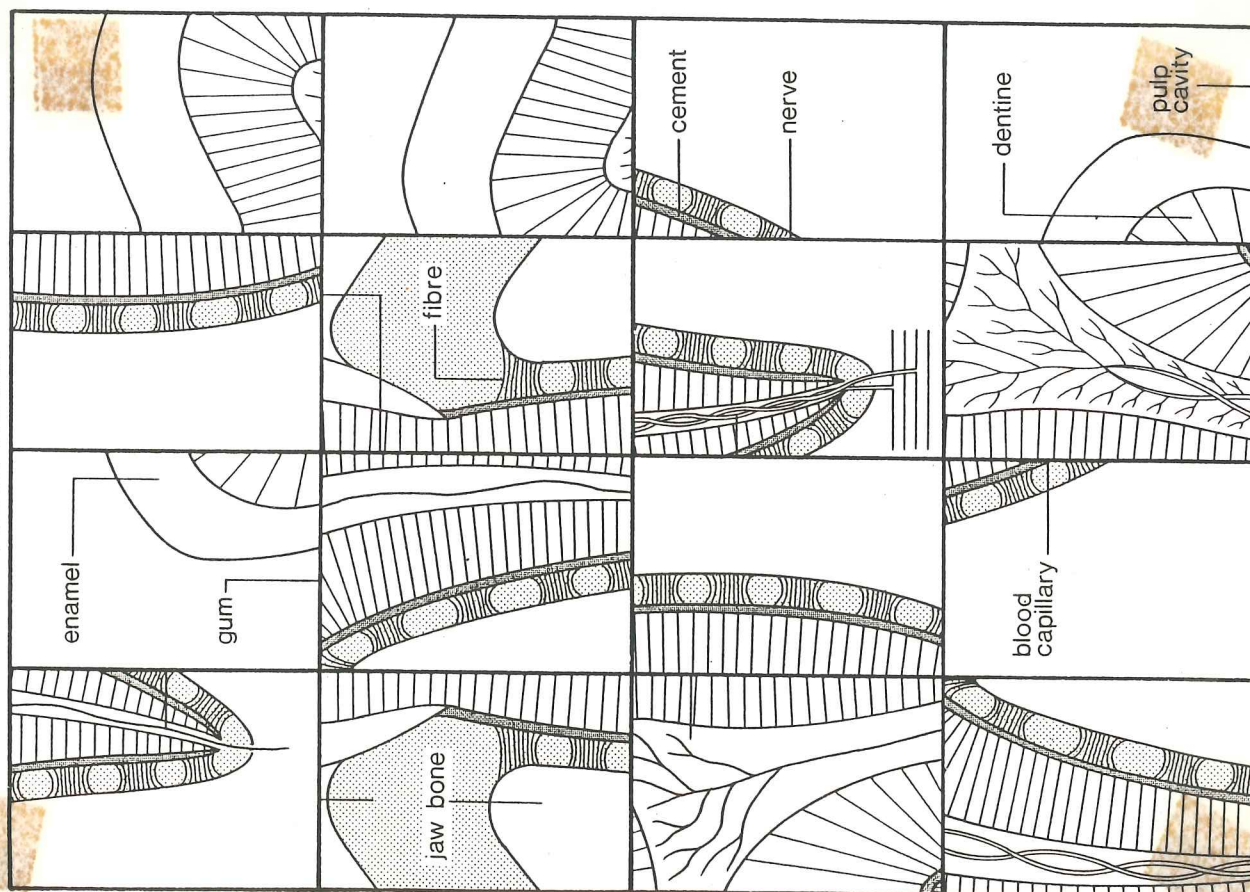 cement
nerve
dentine
pulp
cavity
fibre
enamel
gum
blood
capillary
jaw bone